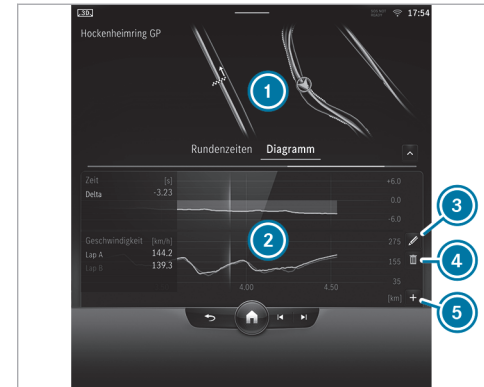 3D
17:54
Hockenheimring GP
1
Rundenzeiten Diagramm
Zeit [s]
Delta -3.23
+6.0
0.0
-6.0
3
2
Geschwindigkeit [km/h]
Lap A 144.2
Lap B 139.3
275
155
35
4
4.00 4.50 [km]
5